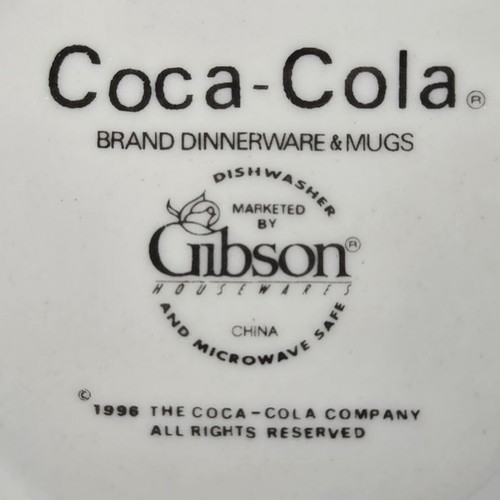 Coca-Cola®
BRAND DINNERWARE & MUGS
DISHWASHER
MARKETED
BY
Gibson®
HOUSEWARES
CHINA
AND MICROWAVE SAFE
©
1996 THE COCA-COLA COMPANY
ALL RIGHTS RESERVED